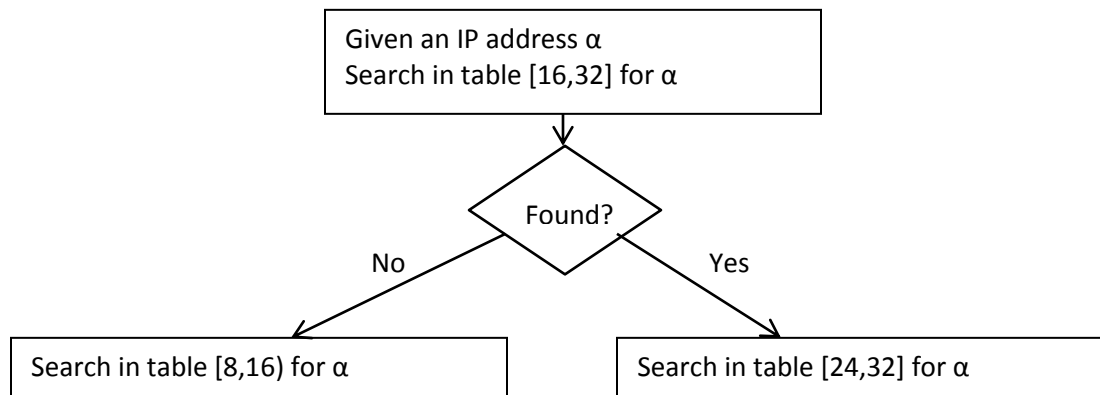 Given an IP address α
Search in table [16,32] for α
Found?
No
Yes
Search in table [8,16) for α
Search in table [24,32] for α